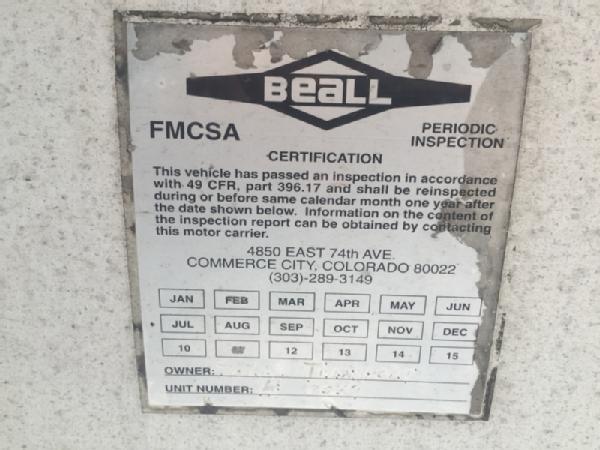 BeALL
FMCSA
PERIODIC
INSPECTION
CERTIFICATION
This vehicle has passed an inspection in accordance
with 49 CFR, part 396.17 and shall be reinspected
during or before same calendar month one year after
the date shown below. Information on the content of
the inspection report can be obtained by contacting
this motor carrier.
4850 EAST 74th AVE.
COMMERCE CITY, COLORADO 80022
(303)-289-3149
JAN FEB MAR APR MAY JUN
JUL AUG SEP OCT NOV DEC
10 12 13 14 15
OWNER:
UNIT NUMBER: